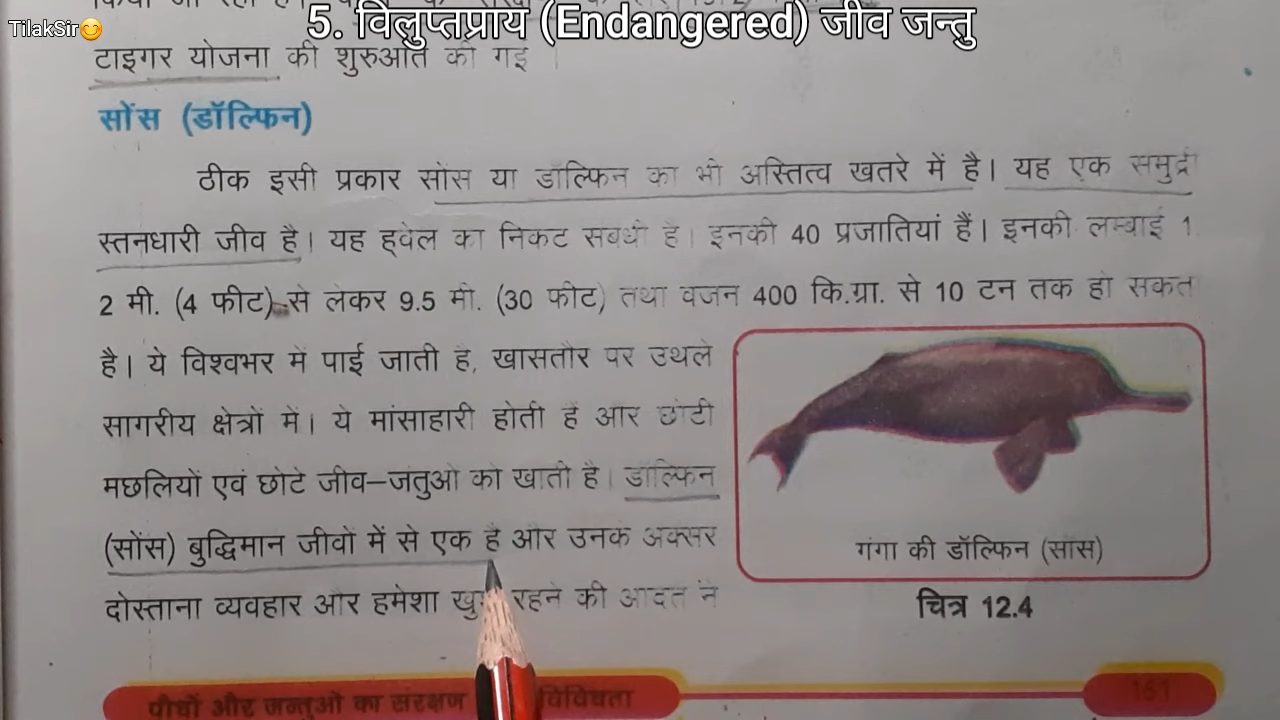 TilakSir😊
5. विलुप्तप्राय (Endangered) जीव जन्तु
टाइगर योजना की शुरुआत की गई
सोंस (डॉल्फिन)
ठीक इसी प्रकार सोंस या डॉल्फिन का भी अस्तित्व खतरे में है। यह एक समुद्री
स्तनधारी जीव है। यह ह्वेल का निकट संबंधी है। इनकी 40 प्रजातियां हैं। इनकी लम्बाई 1.
2 मी. (4 फीट) से लेकर 9.5 मी. (30 फीट) तथा वजन 400 कि.ग्रा. से 10 टन तक हो सकते
है। ये विश्वभर में पाई जाती है, खासतौर पर उथले
सागरीय क्षेत्रों में। ये मांसाहारी होती हैं और छोटी
मछलियों एवं छोटे जीव–जंतुओं को खाती है। डॉल्फिन
(सोंस) बुद्धिमान जीवों में से एक है और उनके अक्सर
दोस्ताना व्यवहार और हमेशा रहने की आदत ने
गंगा की डॉल्फिन (सोंस)
चित्र 12.4
पौधों और जन्तुओं का संरक्षण विविधता
161